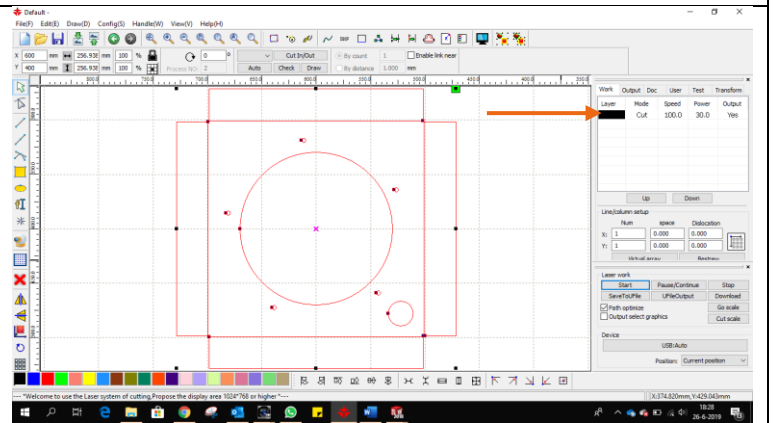 Default -
File(F) Edit(E) Draw(D) Config(S) Handle(W) View(V) Help(H)
X 600 mm 256.938 mm 100 % 0 ° Cut In/Out By count 1 Enable link near
Y 400 mm 256.938 mm 100 % Process NO: 2 Auto Check Draw By distance 1.000 mm
Work Output Doc User Test Transform
Layer Mode Speed Power Output
Cut 100.0 30.0 Yes
Up Down
Line/column setup
Num space Dislocation
X: 1 0.000 0.000
Y: 1 0.000 0.000
Virtual array Bestrew
Laser work
Start Pause/Continue Stop
SaveToUFile UFileOutput Download
Path optimize Go scale
Output select graphics Cut scale
Device
USB:Auto
Position: Current position
--- *Welcome to use the Laser system of cutting,Propose the display area 1024*768 or higher *---
X:374.820mm,Y:429.043mm
18:28
26-6-2019